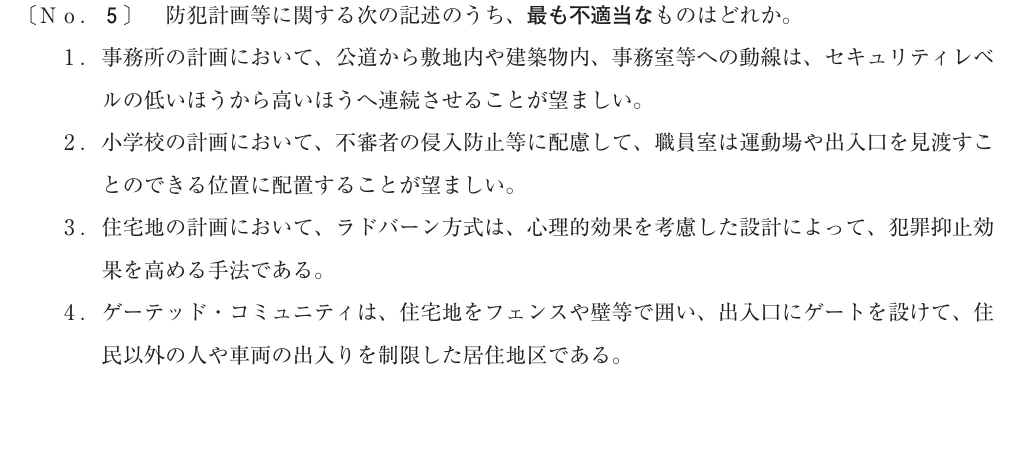 〔Ｎｏ．５〕　防犯計画等に関する次の記述のうち、最も不適当なものはどれか。
１．事務所の計画において、公道から敷地内や建築物内、事務室等への動線は、セキュリティレベ
ルの低いほうから高いほうへ連続させることが望ましい。
２．小学校の計画において、不審者の侵入防止等に配慮して、職員室は運動場や出入口を見渡すこ
とのできる位置に配置することが望ましい。
３．住宅地の計画において、ラドバーン方式は、心理的効果を考慮した設計によって、犯罪抑止効
果を高める手法である。
４．ゲーテッド・コミュニティは、住宅地をフェンスや壁等で囲い、出入口にゲートを設けて、住
民以外の人や車両の出入りを制限した居住地区である。